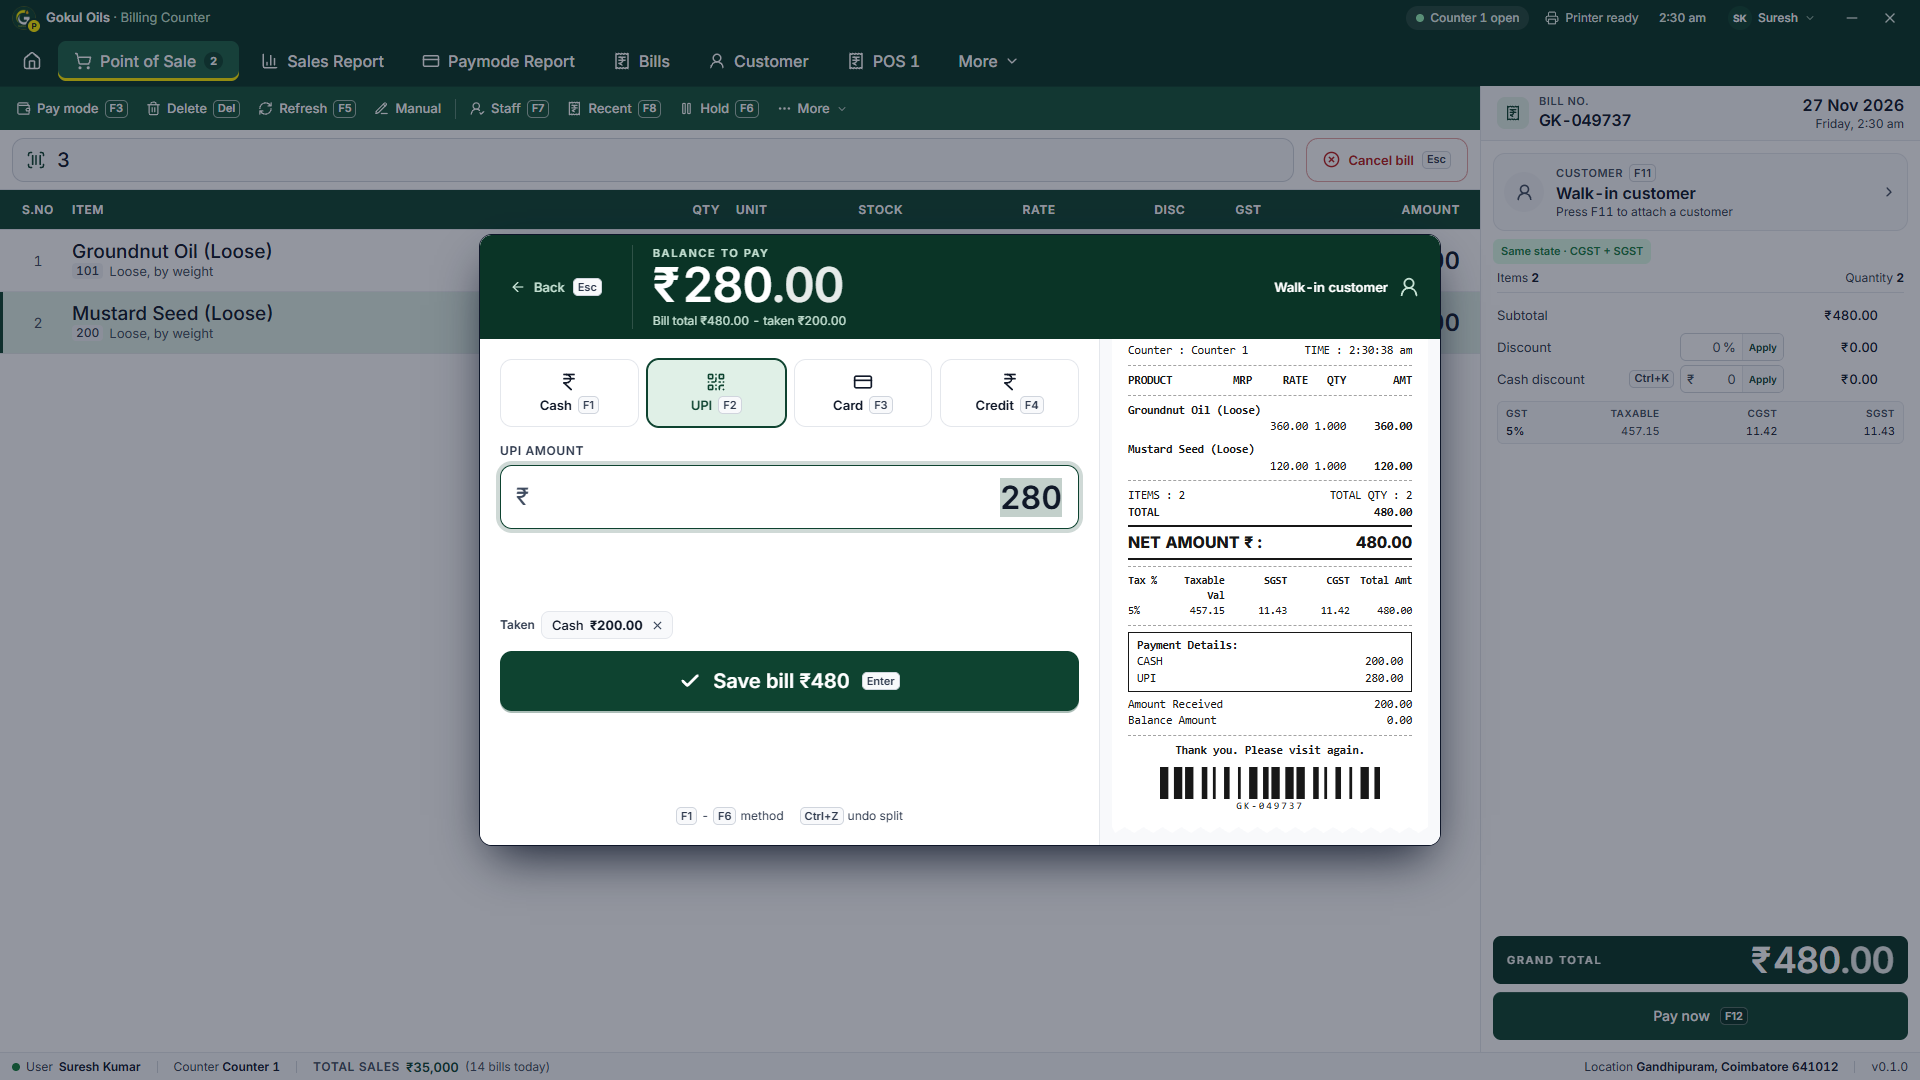 Gokul Oils · Billing Counter
Counter 1 open
Printer ready
2:30 am
SK Suresh
Point of Sale 2
Sales Report
Paymode Report
Bills
Customer
POS 1
More
Pay mode F3
Delete Del
Refresh F5
Manual
Staff F7
Recent F8
Hold F6
More
3
Cancel bill Esc
S.NO ITEM QTY UNIT STOCK RATE DISC GST AMOUNT
1 Groundnut Oil (Loose)
101 Loose, by weight
2 Mustard Seed (Loose)
200 Loose, by weight
Back Esc
BALANCE TO PAY
₹280.00
Bill total ₹480.00 - taken ₹200.00
Walk-in customer
Cash F1
UPI F2
Card F3
Credit F4
UPI AMOUNT
₹ 280
Taken Cash ₹200.00 ×
Save bill ₹480 Enter
F1 - F6 method Ctrl+Z undo split
Counter : Counter 1 TIME : 2:30:38 am
PRODUCT MRP RATE QTY AMT
Groundnut Oil (Loose)
360.00 1.000 360.00
Mustard Seed (Loose)
120.00 1.000 120.00
ITEMS : 2 TOTAL QTY : 2
TOTAL 480.00
NET AMOUNT ₹ : 480.00
Tax % Taxable Val SGST CGST Total Amt
5% 457.15 11.43 11.42 480.00
Payment Details:
CASH 200.00
UPI 280.00
Amount Received 200.00
Balance Amount 0.00
Thank you. Please visit again.
GK-049737
BILL NO.
GK-049737
27 Nov 2026
Friday, 2:30 am
CUSTOMER F11
Walk-in customer
Press F11 to attach a customer
Same state · CGST + SGST
Items 2 Quantity 2
Subtotal ₹480.00
Discount 0 % Apply ₹0.00
Cash discount Ctrl+K ₹ 0 Apply ₹0.00
GST TAXABLE CGST SGST
5% 457.15 11.42 11.43
GRAND TOTAL ₹480.00
Pay now F12
User Suresh Kumar
Counter Counter 1
TOTAL SALES ₹35,000 (14 bills today)
Location Gandhipuram, Coimbatore 641012
v0.1.0